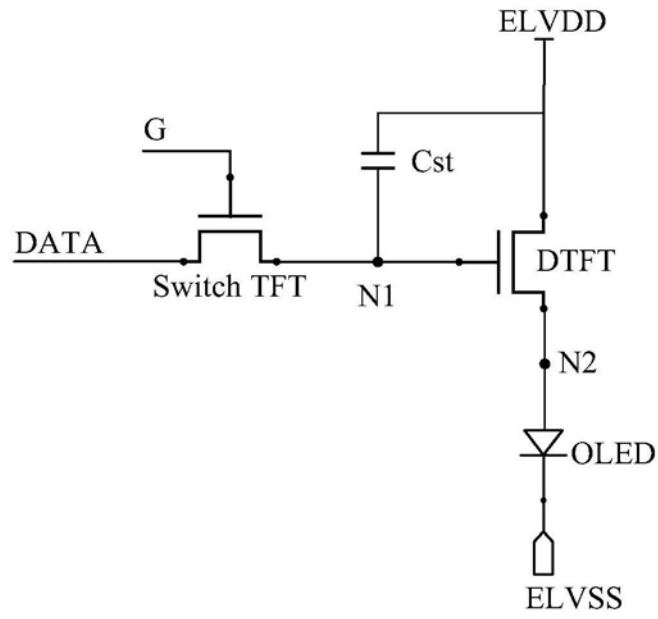 ELVDD
G
Cst
DATA
DTFT
Switch TFT
N1
N2
OLED
ELVSS